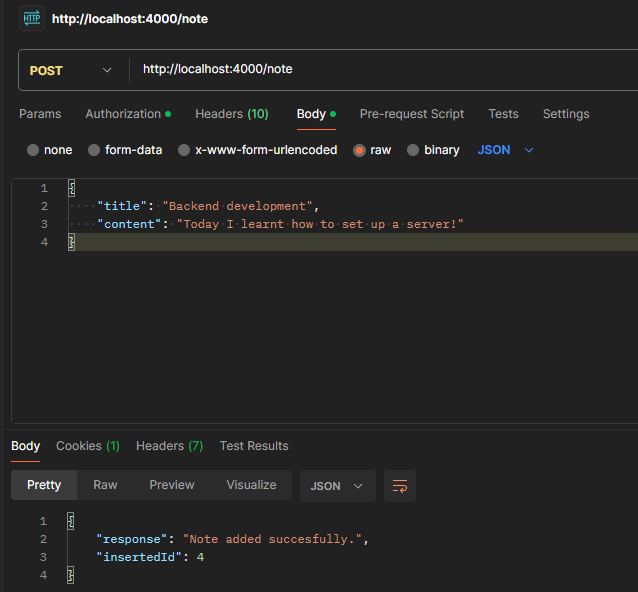 HTTP http://localhost:4000/note
POST http://localhost:4000/note
Params Authorization Headers (10) Body Pre-request Script Tests Settings
none form-data x-www-form-urlencoded raw binary JSON
1 {
2 "title": "Backend development",
3 "content": "Today I learnt how to set up a server!"
4 }
Body Cookies (1) Headers (7) Test Results
Pretty Raw Preview Visualize JSON
1 {
2 "response": "Note added succesfully.",
3 "insertedId": 4
4 }